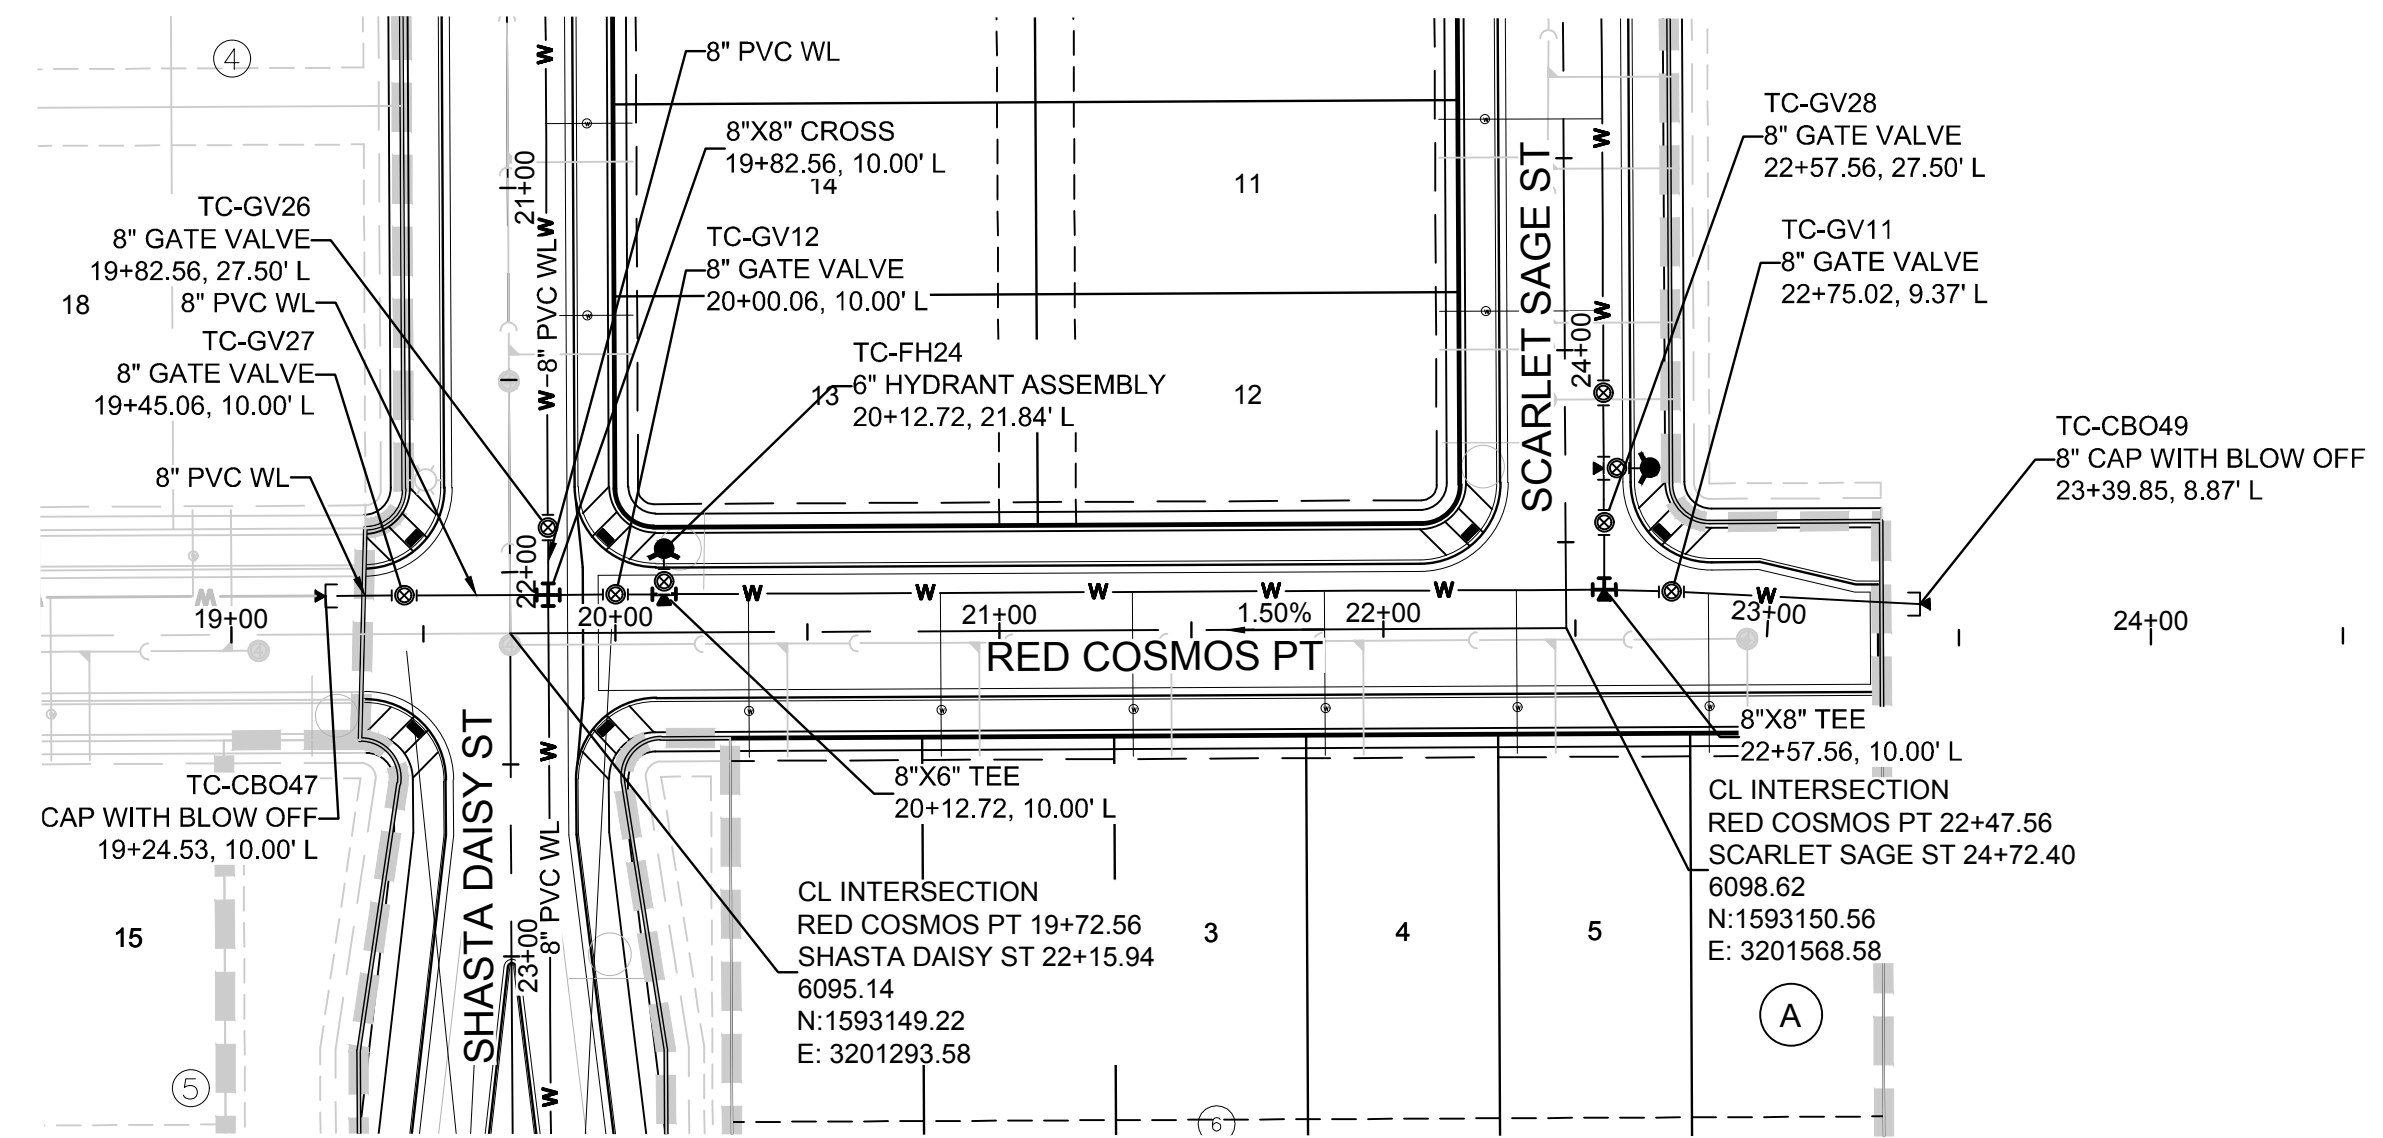 4
8" PVC WL
8"X8" CROSS
19+82.56, 10.00' L
14
11
TC-GV28
8" GATE VALVE
22+57.56, 27.50' L
TC-GV26
8" GATE VALVE
19+82.56, 27.50' L
18
8" PVC WL
TC-GV27
8" GATE VALVE
19+45.06, 10.00' L
8" PVC WL
TC-GV12
8" GATE VALVE
20+00.06, 10.00' L
TC-GV11
8" GATE VALVE
22+75.02, 9.37' L
TC-FH24
6" HYDRANT ASSEMBLY
20+12.72, 21.84' L
13
12
TC-CBO49
8" CAP WITH BLOW OFF
23+39.85, 8.87' L
21+00
W
W
8" PVC WL
W
W
22+00
SCARLET SAGE ST
24+00
W
W
W
W
W
W
W
W
W
19+00
20+00
21+00
1.50%
22+00
23+00
24+00
RED COSMOS PT
8"X8" TEE
22+57.56, 10.00' L
TC-CBO47
CAP WITH BLOW OFF
19+24.53, 10.00' L
SHASTA DAISY ST
W
8" PVC WL
23+00
W
8"X6" TEE
20+12.72, 10.00' L
CL INTERSECTION
RED COSMOS PT 22+47.56
SCARLET SAGE ST 24+72.40
6098.62
N:1593150.56
E: 3201568.58
CL INTERSECTION
RED COSMOS PT 19+72.56
SHASTA DAISY ST 22+15.94
6095.14
N:1593149.22
E: 3201293.58
15
3
4
5
A
5
6